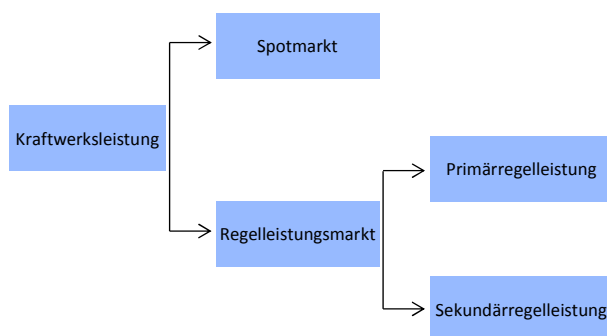 Spotmarkt
Kraftwerksleistung
Primärregelleistung
Regelleistungsmarkt
Sekundärregelleistung